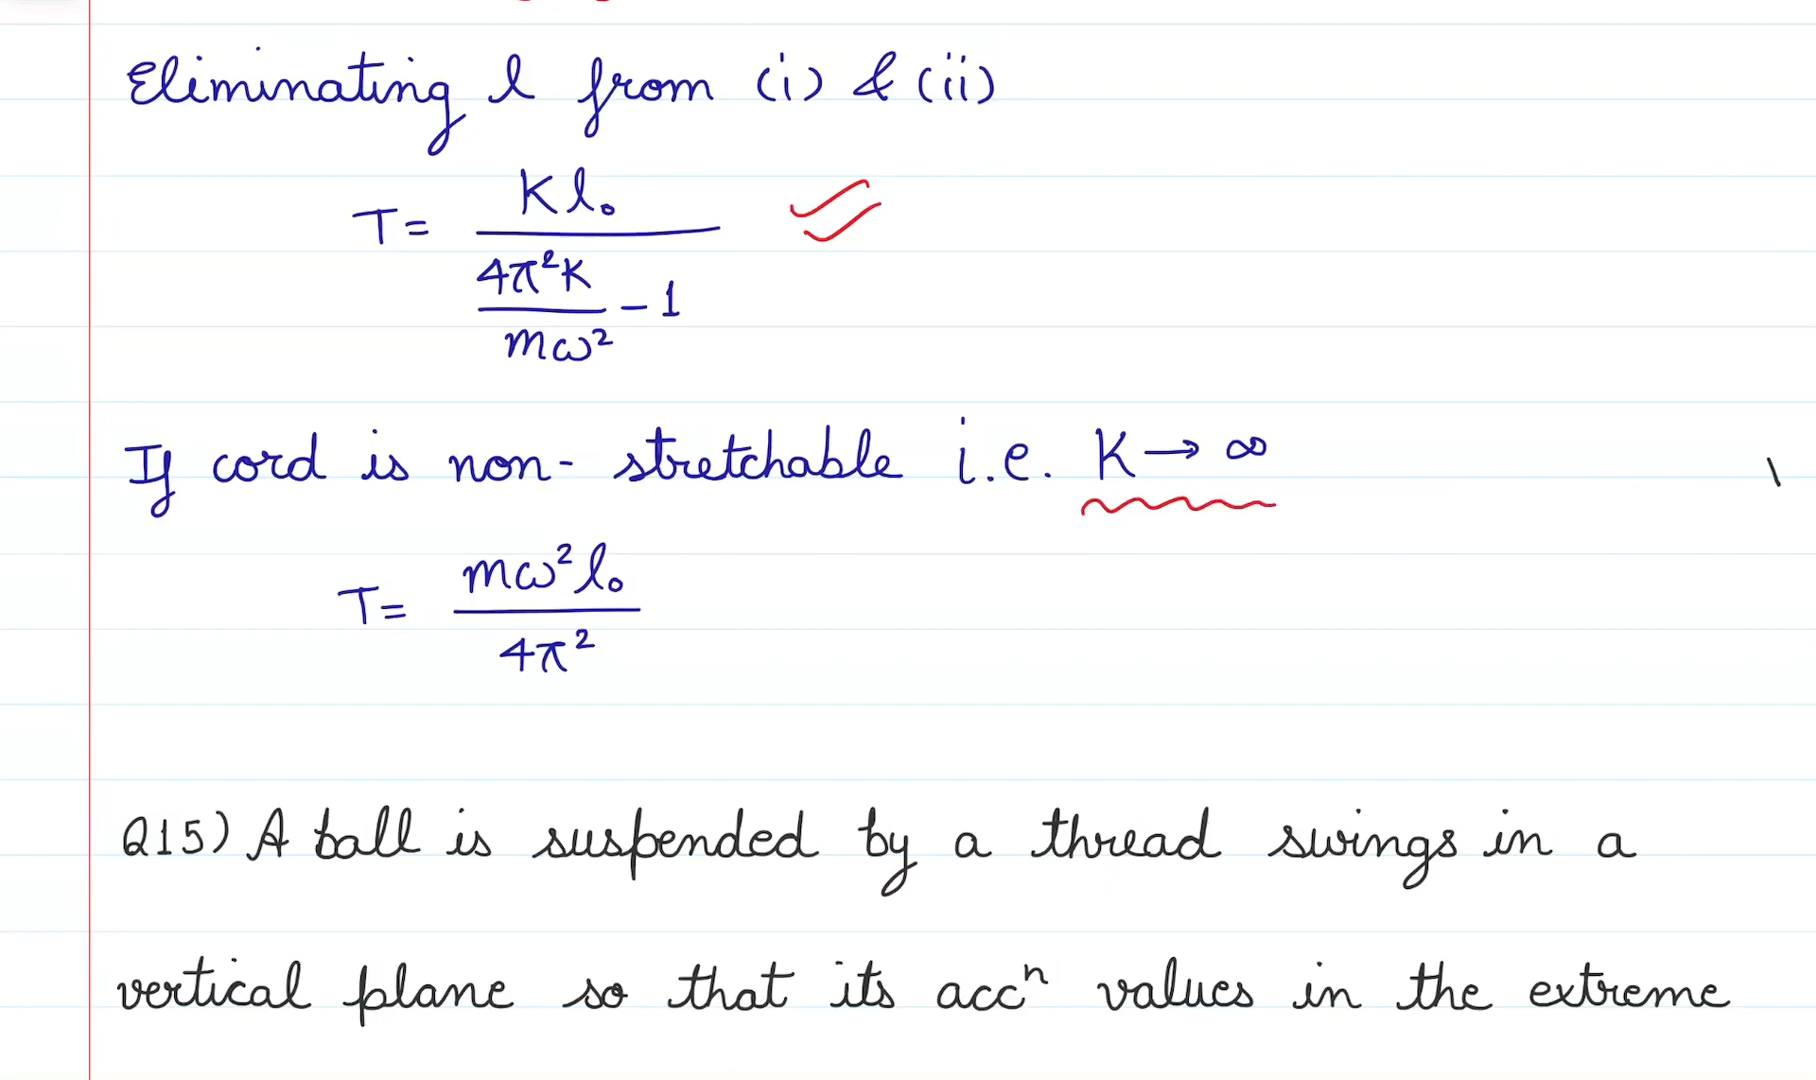 Eliminating l from (i) & (ii)
T = Kl₀ / (4π²K / mω² - 1)
If cord is non-stretchable i.e. K → ∞
T = mω²l₀ / 4π²
Q15) A ball is suspended by a thread swings in a
vertical plane so that its accⁿ values in the extreme